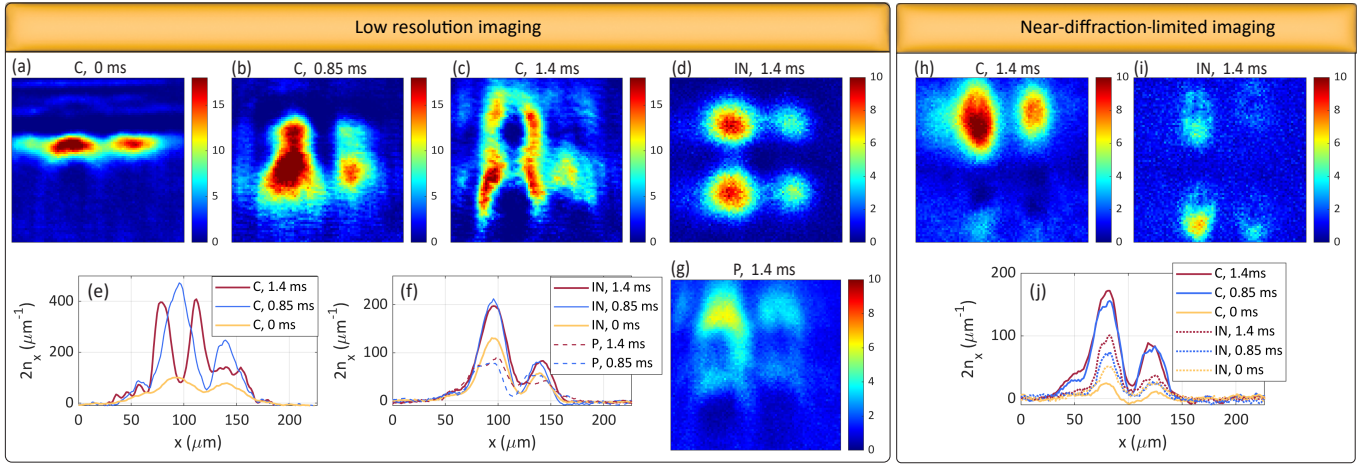 Low resolution imaging
Near-diffraction-limited imaging
(a) C, 0 ms
15
10
5
0
(b) C, 0.85 ms
15
10
5
0
(c) C, 1.4 ms
15
10
5
0
(d) IN, 1.4 ms
10
8
6
4
2
0
(h) C, 1.4 ms
10
8
6
4
2
0
(i) IN, 1.4 ms
10
8
6
4
2
0
(e)
C, 1.4 ms
C, 0.85 ms
C, 0 ms
2nₓ (μm⁻¹)
400
200
0
0 50 100 150 200
x (μm)
(f)
IN, 1.4 ms
IN, 0.85 ms
IN, 0 ms
P, 1.4 ms
P, 0.85 ms
2nₓ (μm⁻¹)
200
100
0
0 50 100 150 200
x (μm)
(g) P, 1.4 ms
10
8
6
4
2
0
(j)
C, 1.4ms
C, 0.85 ms
C, 0 ms
IN, 1.4 ms
IN, 0.85 ms
IN, 0 ms
2nₓ (μm⁻¹)
200
100
0
0 50 100 150 200
x (μm)